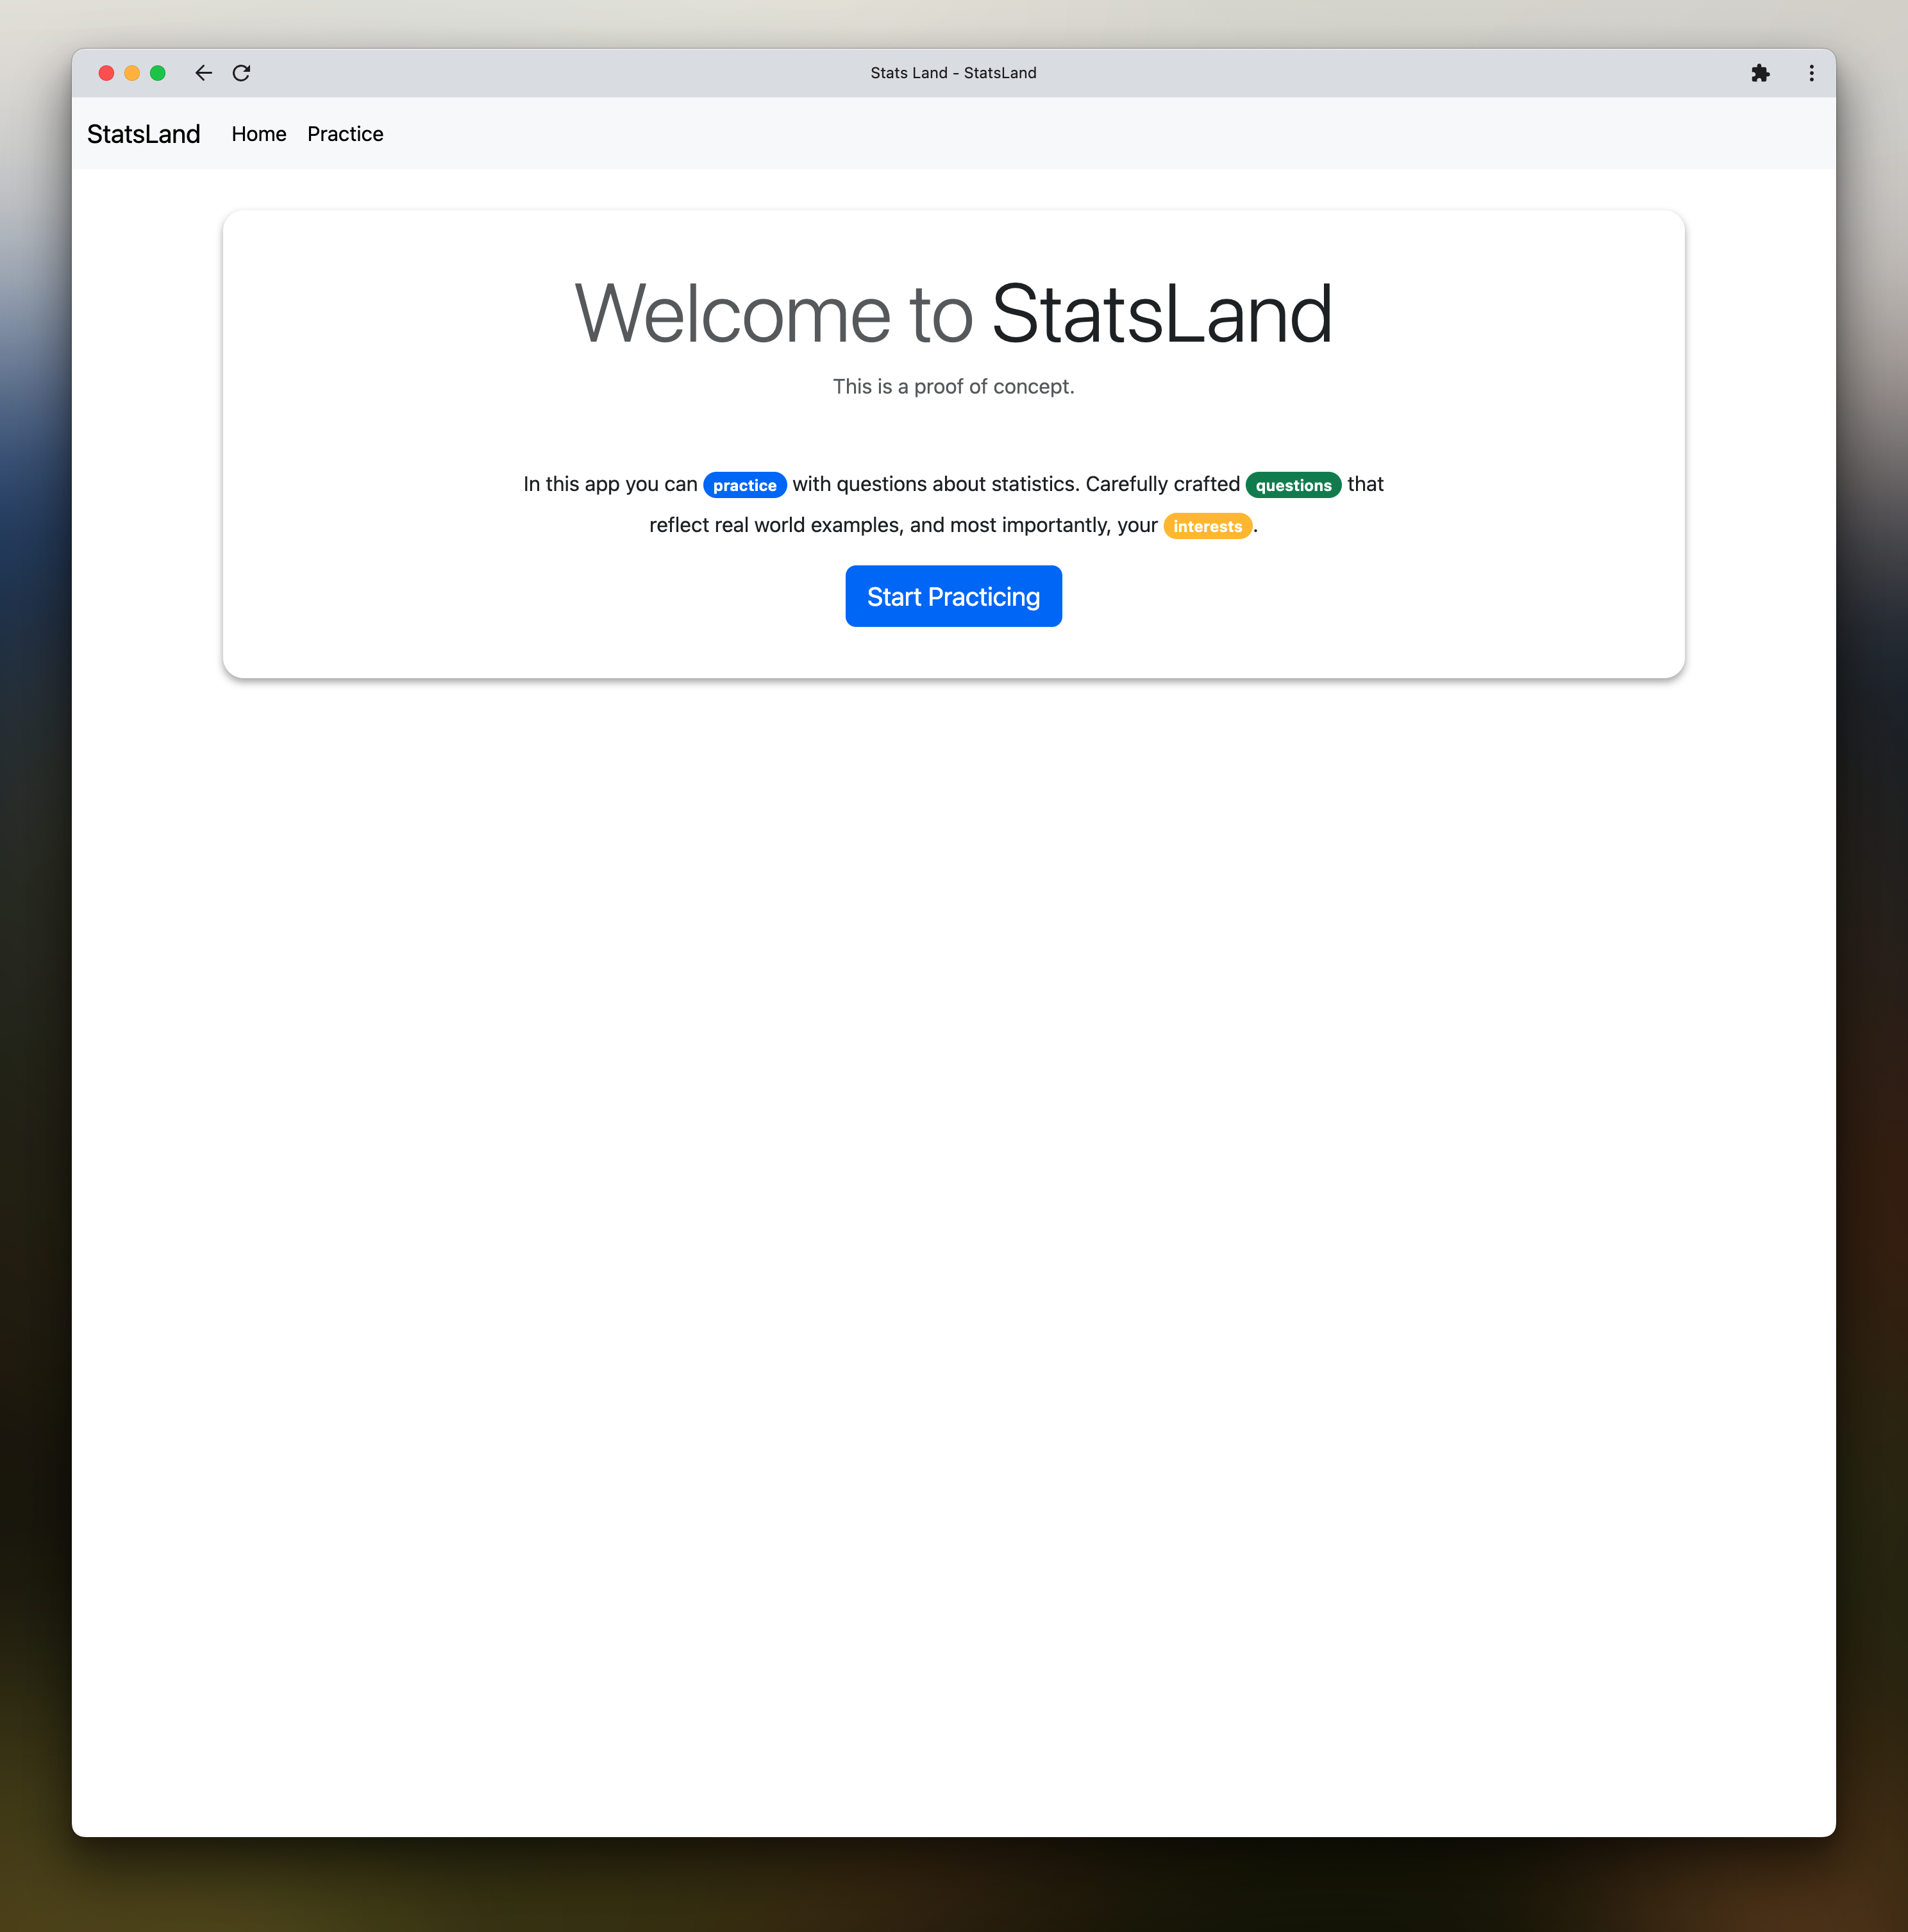 Stats Land - StatsLand
StatsLand Home Practice
Welcome to StatsLand
This is a proof of concept.
In this app you can practice with questions about statistics. Carefully crafted questions that
reflect real world examples, and most importantly, your interests.
Start Practicing